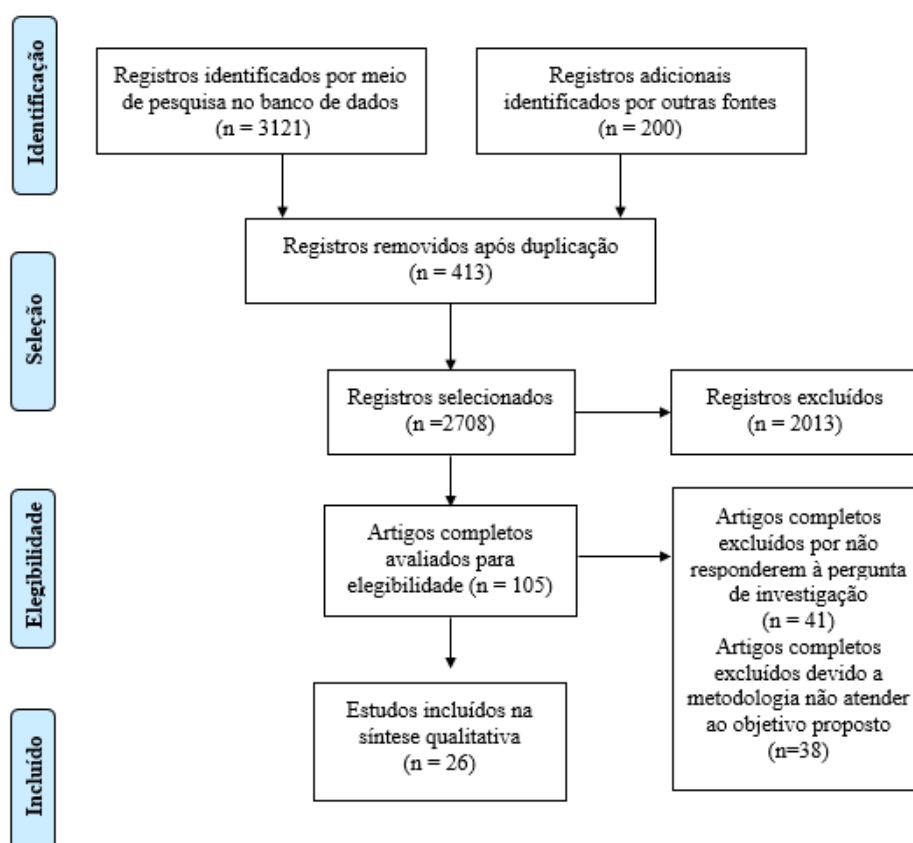 Identificação
Registros identificados por meio
de pesquisa no banco de dados
(n = 3121)
Registros adicionais
identificados por outras fontes
(n = 200)
Seleção
Registros removidos após duplicação
(n = 413)
Registros selecionados
(n =2708)
Registros excluídos
(n = 2013)
Elegibilidade
Artigos completos
avaliados para
elegibilidade (n = 105)
Artigos completos
excluídos por não
responderem à pergunta
de investigação
(n = 41)
Artigos completos
excluídos devido a
metodologia não atender
ao objetivo proposto
(n=38)
Incluído
Estudos incluídos na
síntese qualitativa
(n = 26)